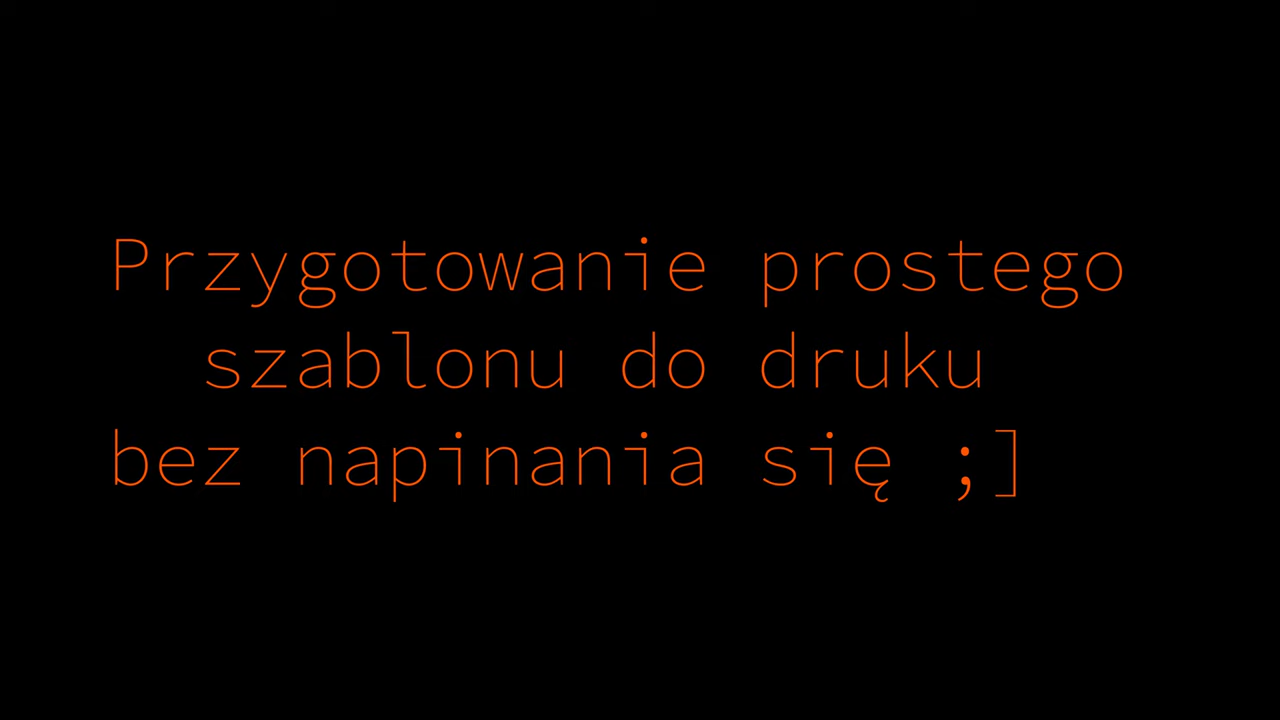 Przygotowanie prostego
szablonu do druku
bez napinania się ;]